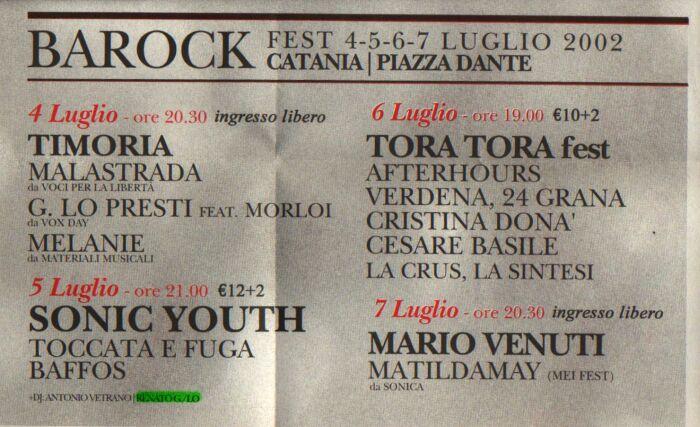 BAROCK FEST 4-5-6-7 LUGLIO 2002
CATANIA | PIAZZA DANTE
4 Luglio - ore 20.30 ingresso libero
TIMORIA
MALASTRADA
da VOCI PER LA LIBERTÀ
G. LO PRESTI FEAT. MORLOI
da VOX DAY
MELANIE
da MATERIALI MUSICALI
5 Luglio - ore 21.00 €12+2
SONIC YOUTH
TOCCATA E FUGA
BAFFOS
+DJ: ANTONIO VETRANO | RENATO G./LO
6 Luglio - ore 19.00 €10+2
TORA TORA fest
AFTERHOURS
VERDENA, 24 GRANA
CRISTINA DONA'
CESARE BASILE
LA CRUS, LA SINTESI
7 Luglio - ore 20.30 ingresso libero
MARIO VENUTI
MATILDAMAY (MEI FEST)
da SONICA